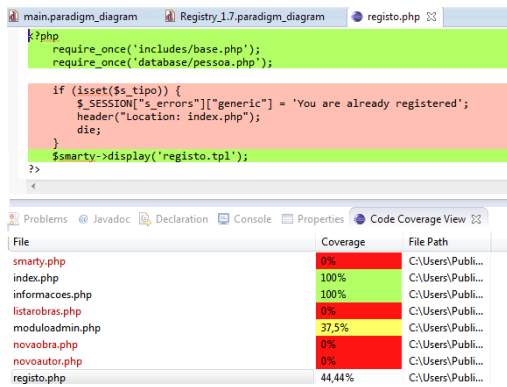 main.paradigm_diagram Registry_1.7.paradigm_diagram registo.php
<?php
require_once('includes/base.php');
require_once('database/pessoa.php');
if (isset($s_tipo)) {
$_SESSION["s_errors"]["generic"] = 'You are already registered';
header("Location: index.php");
die;
}
$smarty->display('registo.tpl');
?>
Problems @ Javadoc Declaration Console Properties Code Coverage View
File Coverage File Path
smarty.php 0% C:\Users\Publi...
index.php 100% C:\Users\Publi...
informacoes.php 100% C:\Users\Publi...
listarobras.php 0% C:\Users\Publi...
moduloadmin.php 37,5% C:\Users\Publi...
novaobra.php 0% C:\Users\Publi...
novoautor.php 0% C:\Users\Publi...
registo.php 44,44% C:\Users\Publi...